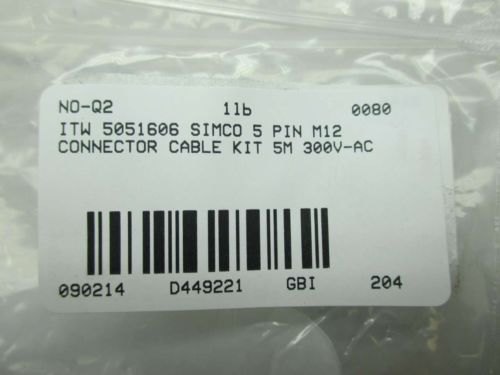 NO-Q2 1lb 0080
ITW 5051606 SIMCO 5 PIN M12
CONNECTOR CABLE KIT 5M 300V-AC
090214 D449221 GBI 204